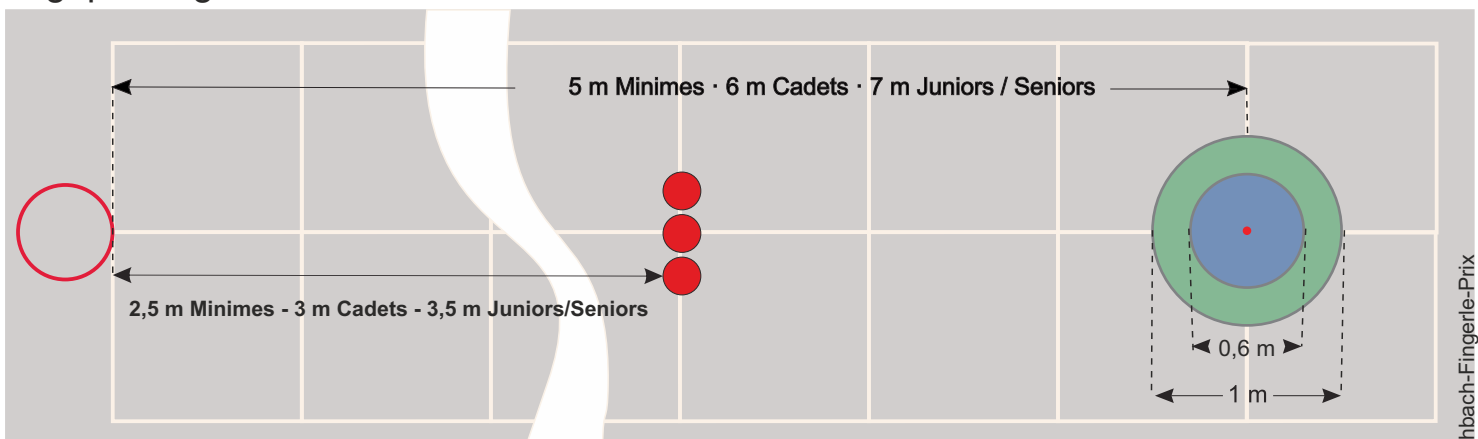 5 m Minimes · 6 m Cadets · 7 m Juniors / Seniors
2,5 m Minimes - 3 m Cadets - 3,5 m Juniors/Seniors
0,6 m
1 m
hbach-Fingerle-Prix